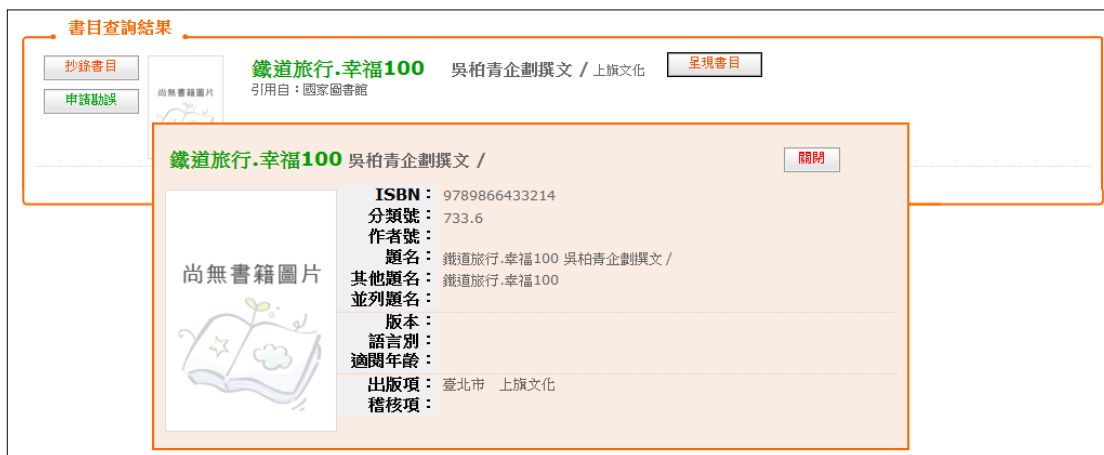 書目查詢結果
抄錄書目
申請勘誤
尚無書籍圖片
鐵道旅行.幸福100 吳柏青企劃撰文 / 上旗文化 呈現書目
引用自：國家圖書館
鐵道旅行.幸福100 吳柏青企劃撰文 / 關閉
尚無書籍圖片
ISBN： 9789866433214
分類號： 733.6
作者號：
題名： 鐵道旅行.幸福100 吳柏青企劃撰文 /
其他題名： 鐵道旅行.幸福100
並列題名：
版本：
語言別：
適閱年齡：
出版項： 臺北市 上旗文化
稽核項：